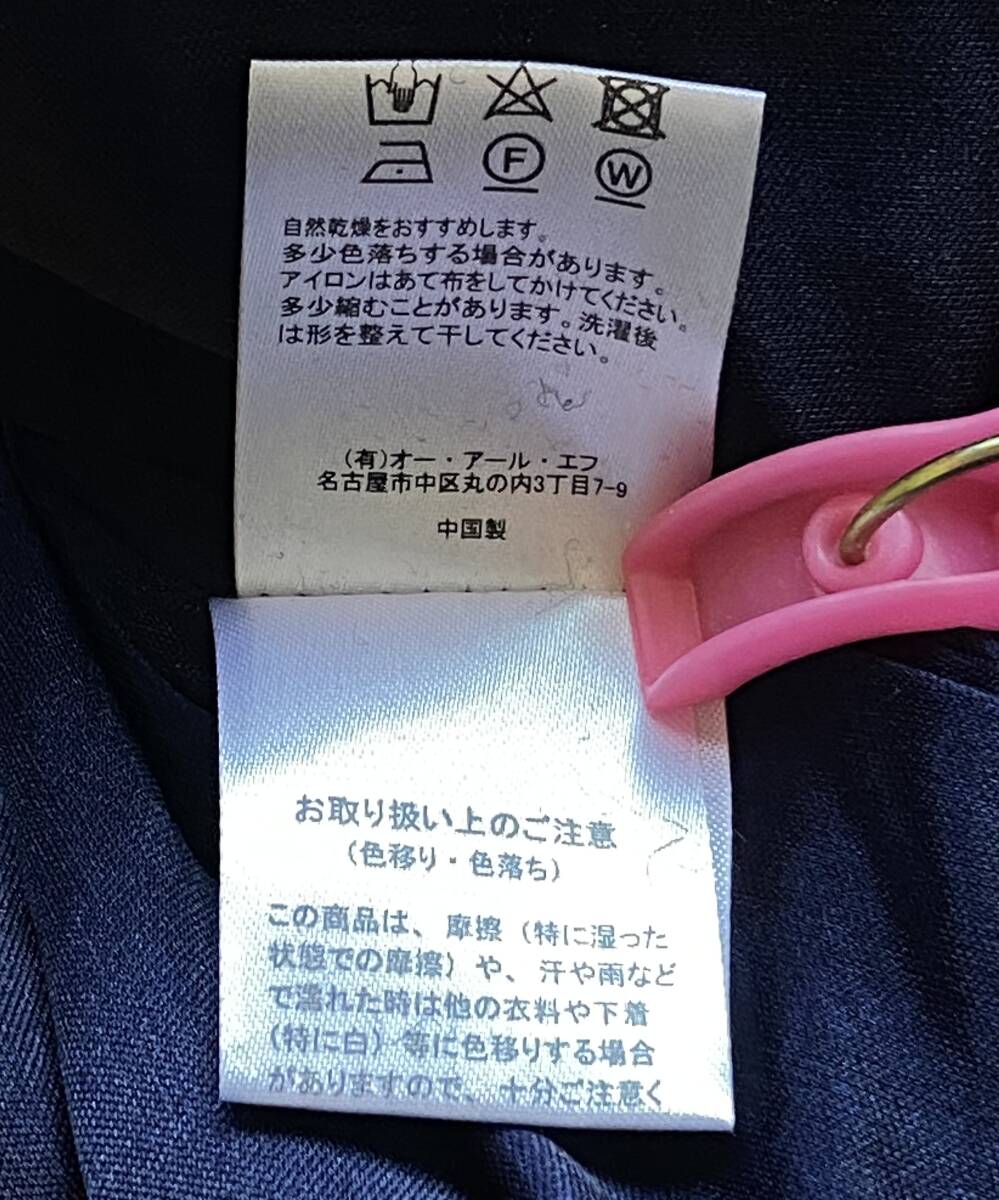 F W
自然乾燥をおすすめします。
多少色落ちする場合があります。
アイロンはあて布をしてかけてください。
多少縮むことがあります。洗濯後
は形を整えて干してください。
(有)オー・アール・エフ
名古屋市中区丸の内3丁目7-9
中国製
お取り扱い上のご注意
(色移り・色落ち)
この商品は、摩擦（特に湿った
状態での摩擦）や、汗や雨など
で濡れた時は他の衣料や下着
(特に白）等に色移りする場合
がありますので、十分ご注意く